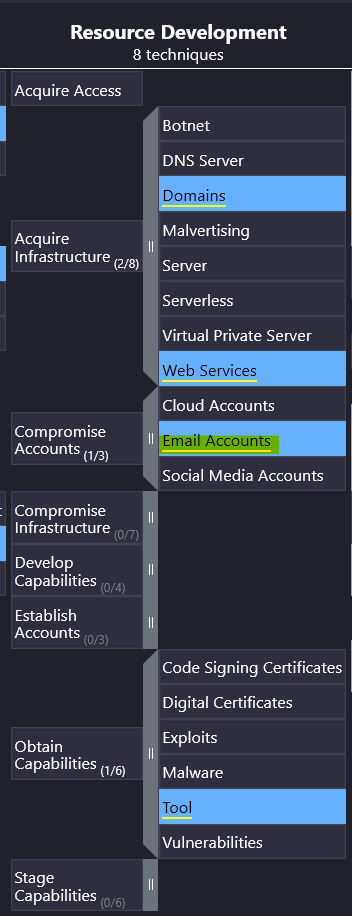 Resource Development
8 techniques
Acquire Access
Acquire
Infrastructure (2/8)
Botnet
DNS Server
Domains
Malvertising
Server
Serverless
Virtual Private Server
Web Services
Compromise
Accounts (1/3)
Cloud Accounts
Email Accounts
Social Media Accounts
Compromise
Infrastructure (0/7)
Develop
Capabilities (0/4)
Establish
Accounts (0/3)
Obtain
Capabilities (1/6)
Code Signing Certificates
Digital Certificates
Exploits
Malware
Tool
Vulnerabilities
Stage
Capabilities (0/6)